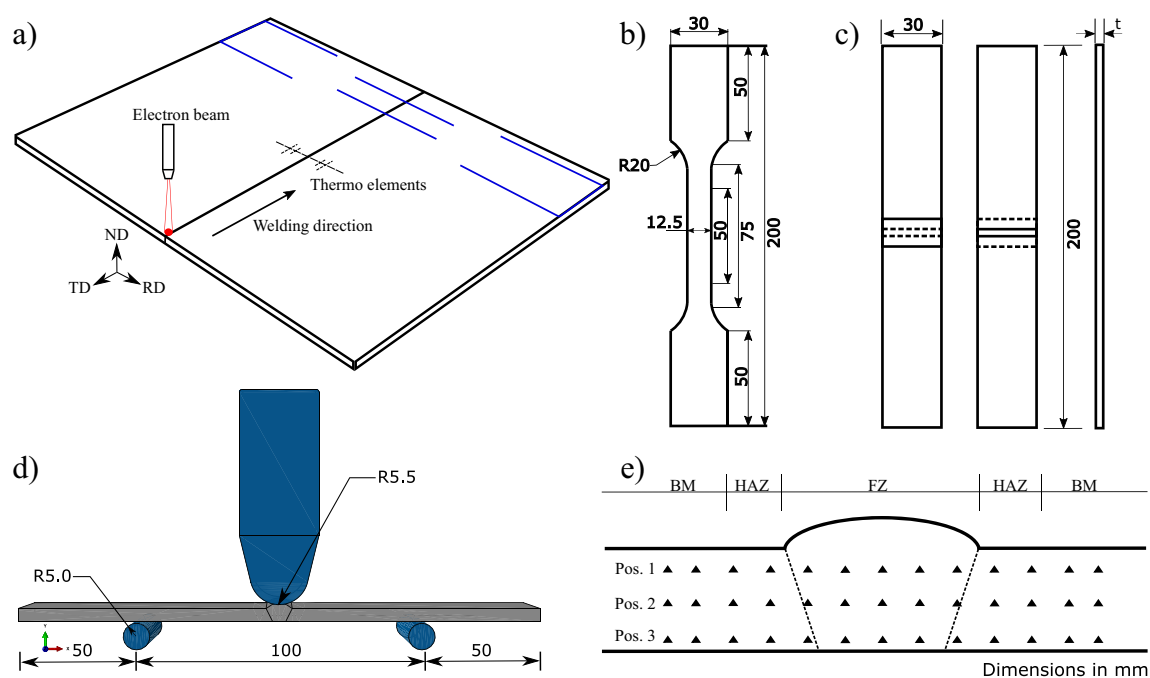 a)
Electron beam
Thermo elements
Welding direction
ND
TD
RD
b)
30
50
R20
12.5
50
75
200
50
c)
30
t
200
d)
R5.5
R5.0
Y
X
50
100
50
e)
BM
HAZ
FZ
HAZ
BM
Pos. 1
Pos. 2
Pos. 3
Dimensions in mm